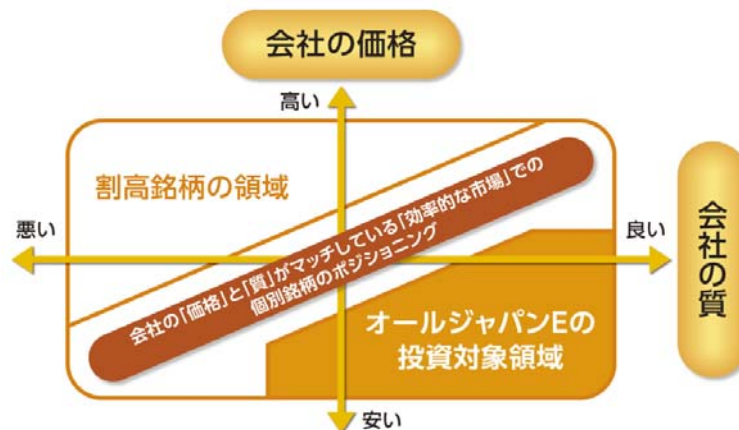 会社の価格
高い
割高銘柄の領域
会社の「価格」と「質」がマッチしている「効率的な市場」での
個別銘柄のポジショニング
悪い
良い
会社の質
オールジャパンEの
投資対象領域
安い